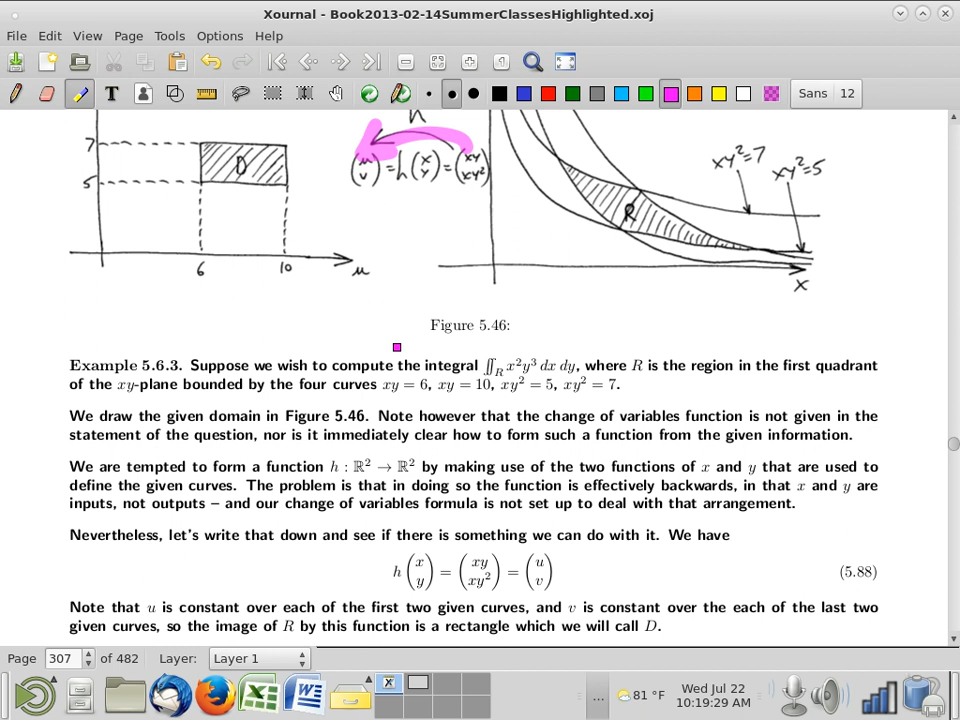 Xournal - Book2013-02-14SummerClassesHighlighted.xoj
File Edit View Page Tools Options Help
Sans 12
h
7
5
D
6
10
u
(u v) = h (x y) = (xy xy²)
R
xy²=7
xy²=5
x
Figure 5.46:
Example 5.6.3. Suppose we wish to compute the integral ∬_R x²y³ dx dy, where R is the region in the first quadrant
of the xy-plane bounded by the four curves xy = 6, xy = 10, xy² = 5, xy² = 7.
We draw the given domain in Figure 5.46. Note however that the change of variables function is not given in the
statement of the question, nor is it immediately clear how to form such a function from the given information.
We are tempted to form a function h : ℝ² → ℝ² by making use of the two functions of x and y that are used to
define the given curves. The problem is that in doing so the function is effectively backwards, in that x and y are
inputs, not outputs – and our change of variables formula is not set up to deal with that arrangement.
Nevertheless, let's write that down and see if there is something we can do with it. We have
h (x y) = (xy xy²) = (u v) (5.88)
Note that u is constant over each of the first two given curves, and v is constant over the each of the last two
given curves, so the image of R by this function is a rectangle which we will call D.
Page 307 of 482 Layer: Layer 1
81 °F
Wed Jul 22
10:19:29 AM